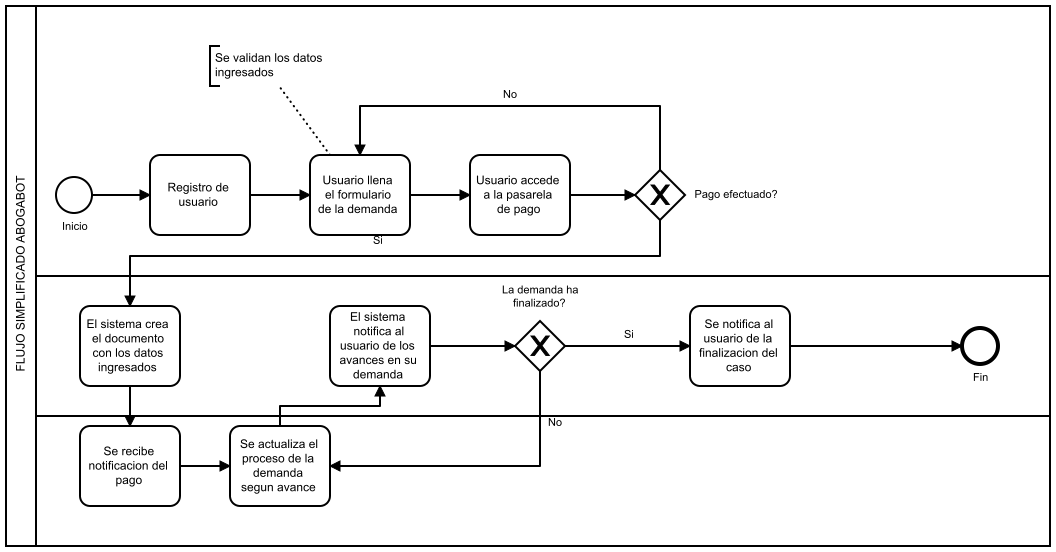 FLUJO SIMPLIFICADO ABOGABOT
Se validan los datos
ingresados
No
Inicio
Registro de
usuario
Usuario llena
el formulario
de la demanda
Usuario accede
a la pasarela
de pago
Pago efectuado?
Si
El sistema crea
el documento
con los datos
ingresados
El sistema
notifica al
usuario de los
avances en su
demanda
La demanda ha
finalizado?
Si
Se notifica al
usuario de la
finalizacion del
caso
Fin
No
Se recibe
notificacion del
pago
Se actualiza el
proceso de la
demanda
segun avance